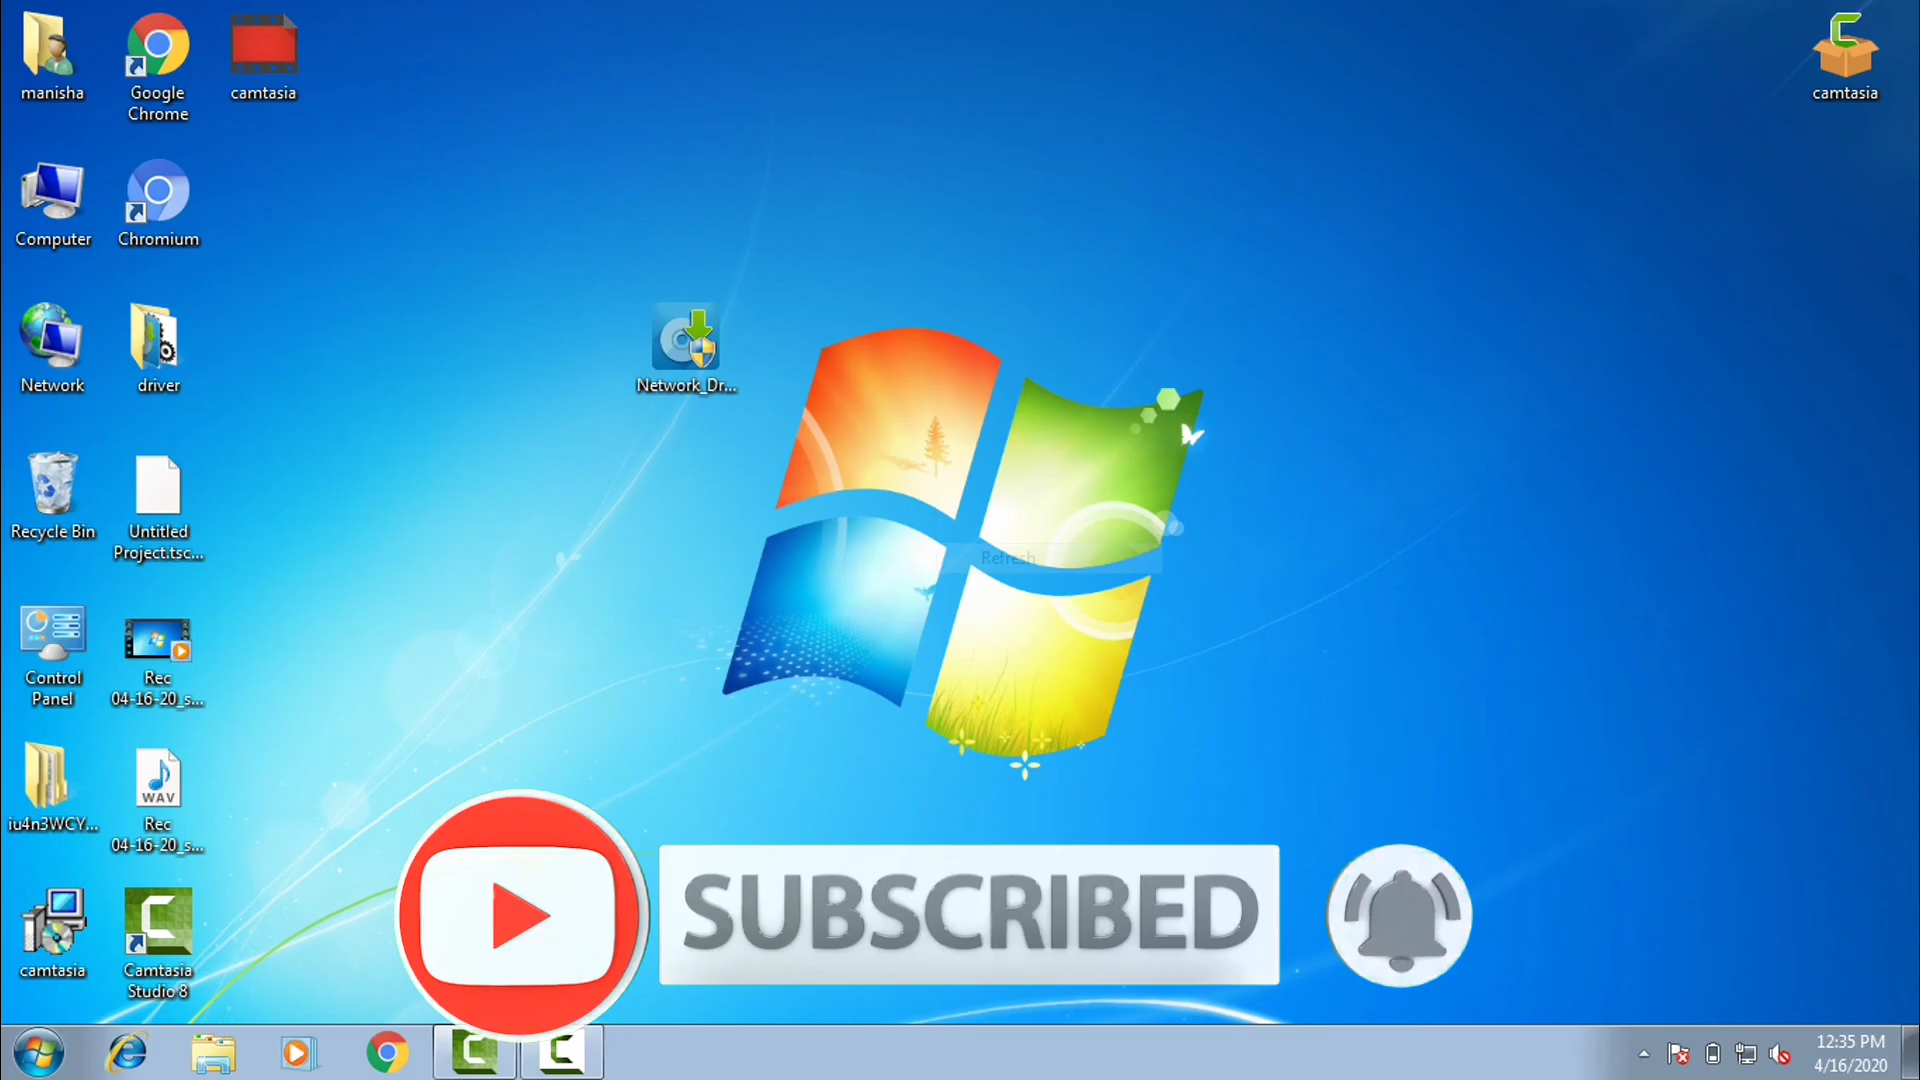 manisha
Google
Chrome
camtasia
camtasia
Computer
Chromium
Network
driver
Network_Dr...
Recycle Bin
Untitled
Project.tsc...
Refresh
Control
Panel
Rec
04-16-20_s...
iu4n3WCY...
WAV
Rec
04-16-20_s...
SUBSCRIBED
camtasia
Camtasia
Studio 8
12:35 PM
4/16/2020